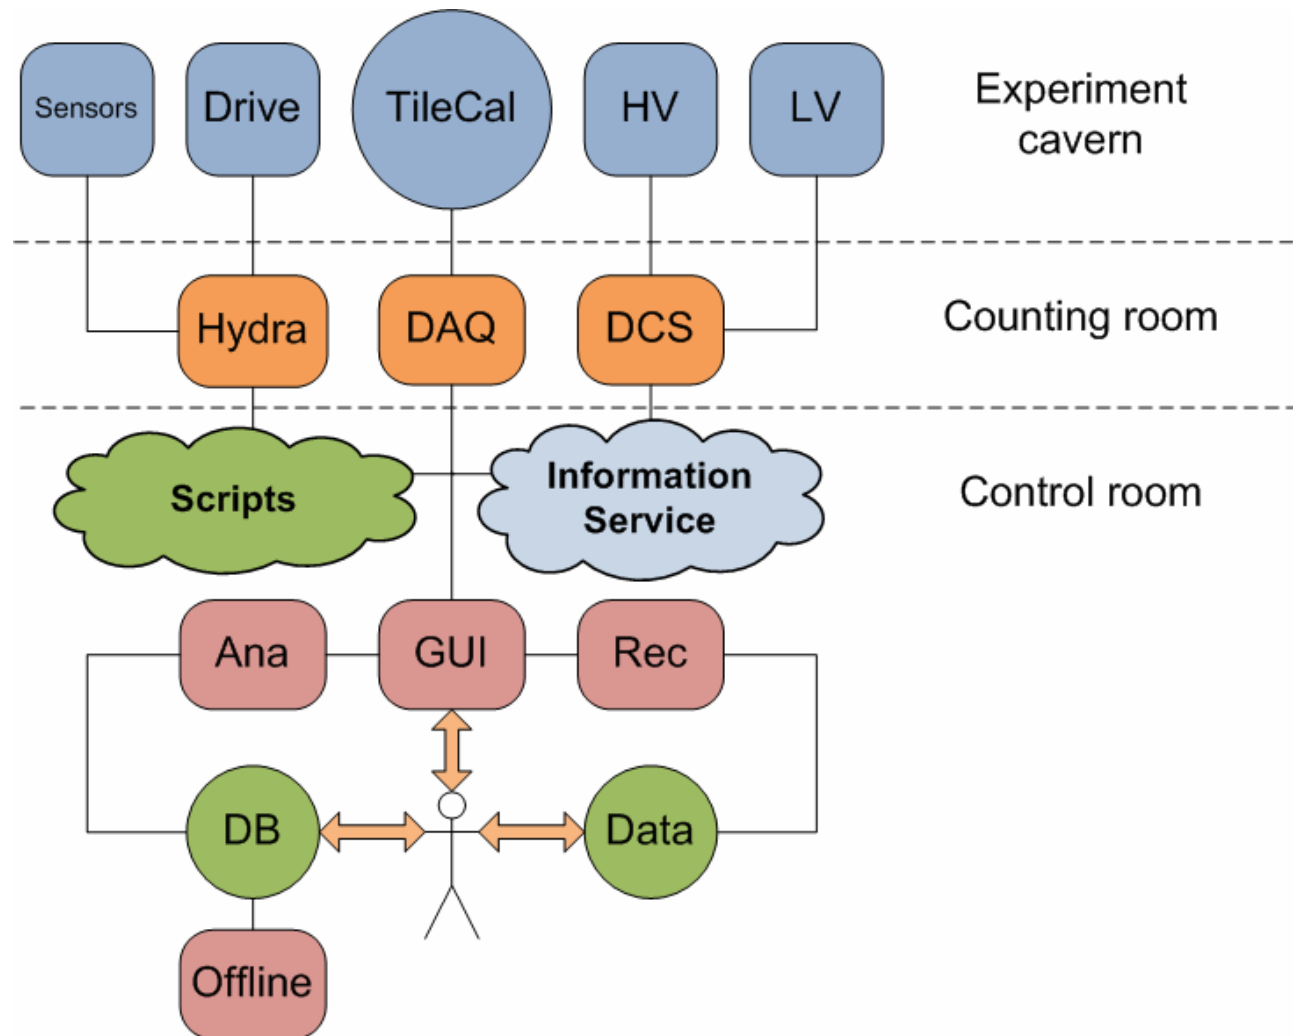 Sensors
Drive
TileCal
HV
LV
Experiment
cavern
Hydra
DAQ
DCS
Counting room
Scripts
Information
Service
Control room
Ana
GUI
Rec
DB
Data
Offline